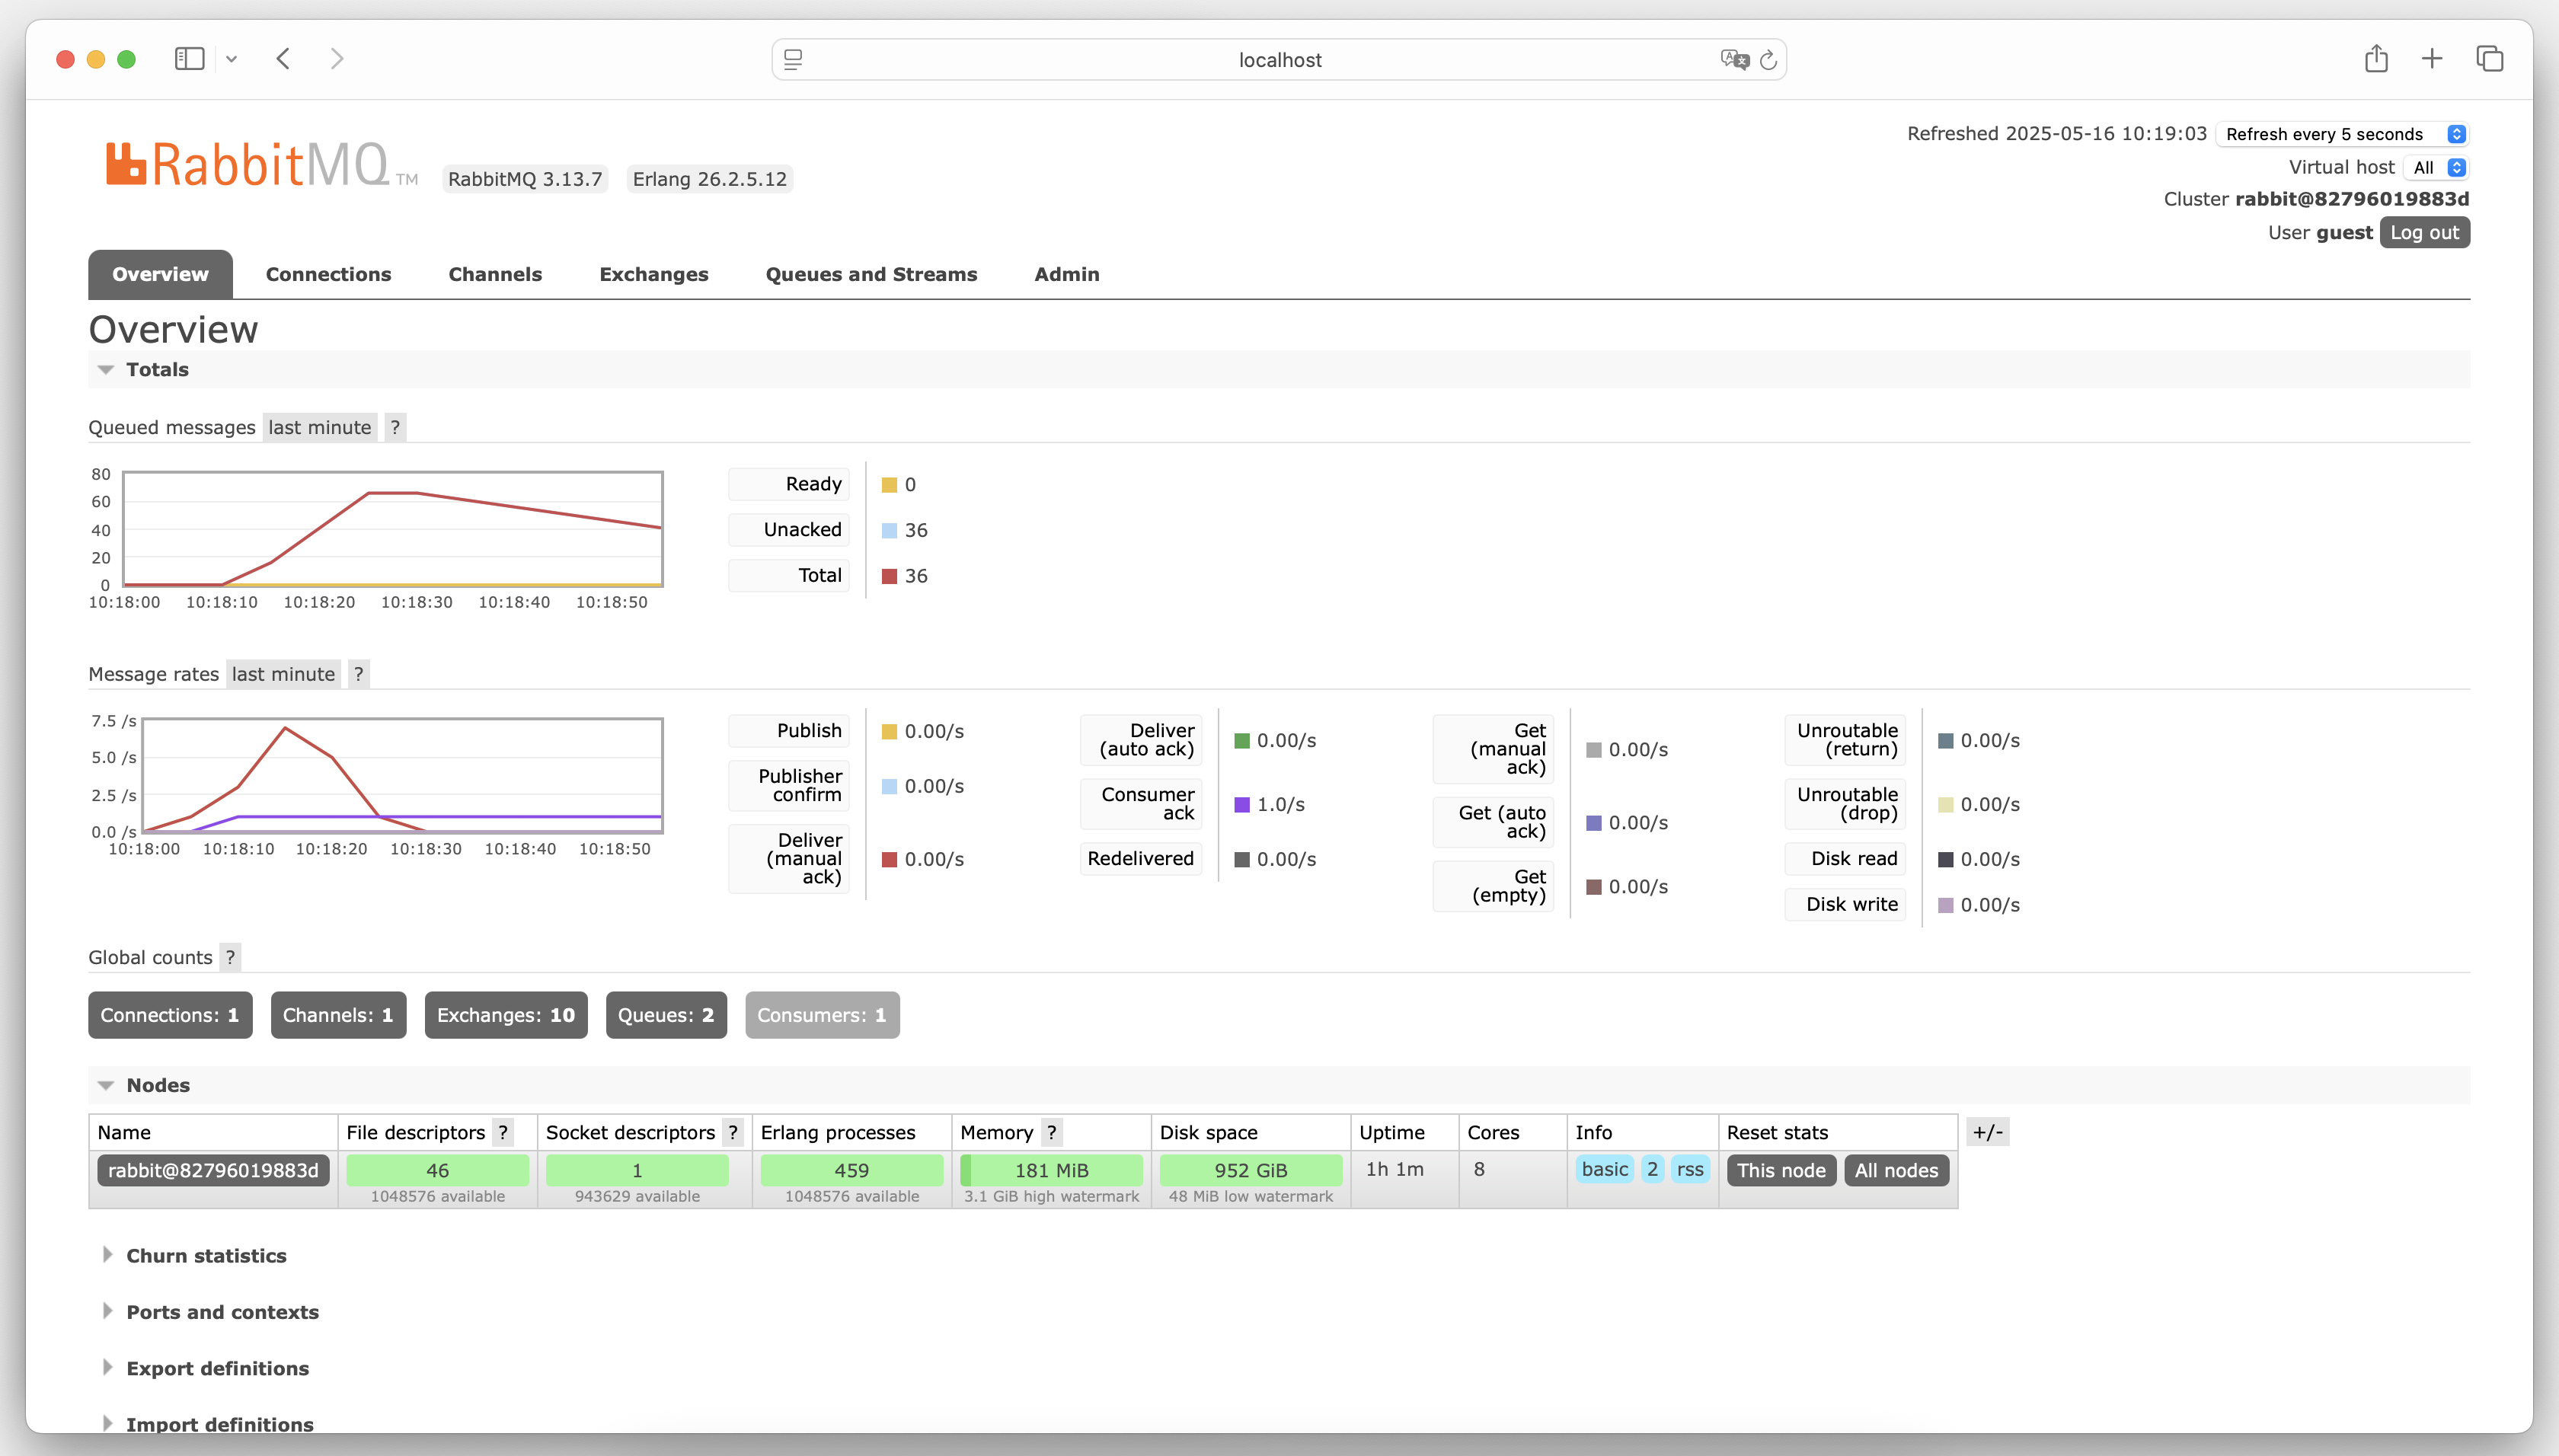 localhost
Refreshed 2025-05-16 10:19:03 Refresh every 5 seconds
Virtual host All
Cluster rabbit@82796019883d
User guest Log out
RabbitMQ TM RabbitMQ 3.13.7 Erlang 26.2.5.12
Overview Connections Channels Exchanges Queues and Streams Admin
Overview
Totals
Queued messages last minute ?
80
60
40
20
0
10:18:00 10:18:10 10:18:20 10:18:30 10:18:40 10:18:50
Ready 0
Unacked 36
Total 36
Message rates last minute ?
7.5 /s
5.0 /s
2.5 /s
0.0 /s
10:18:00 10:18:10 10:18:20 10:18:30 10:18:40 10:18:50
Publish 0.00/s
Publisher
confirm 0.00/s
Deliver
(manual
ack) 0.00/s
Deliver
(auto ack) 0.00/s
Consumer
ack 1.0/s
Redelivered 0.00/s
Get
(manual
ack) 0.00/s
Get (auto
ack) 0.00/s
Get
(empty) 0.00/s
Unroutable
(return) 0.00/s
Unroutable
(drop) 0.00/s
Disk read 0.00/s
Disk write 0.00/s
Global counts ?
Connections: 1 Channels: 1 Exchanges: 10 Queues: 2 Consumers: 1
Nodes
Name File descriptors ? Socket descriptors ? Erlang processes Memory ? Disk space Uptime Cores Info Reset stats +/-
rabbit@82796019883d 46 1 459 181 MiB 952 GiB 1h 1m 8 basic 2 rss This node All nodes
1048576 available 943629 available 1048576 available 3.1 GiB high watermark 48 MiB low watermark
Churn statistics
Ports and contexts
Export definitions
Import definitions